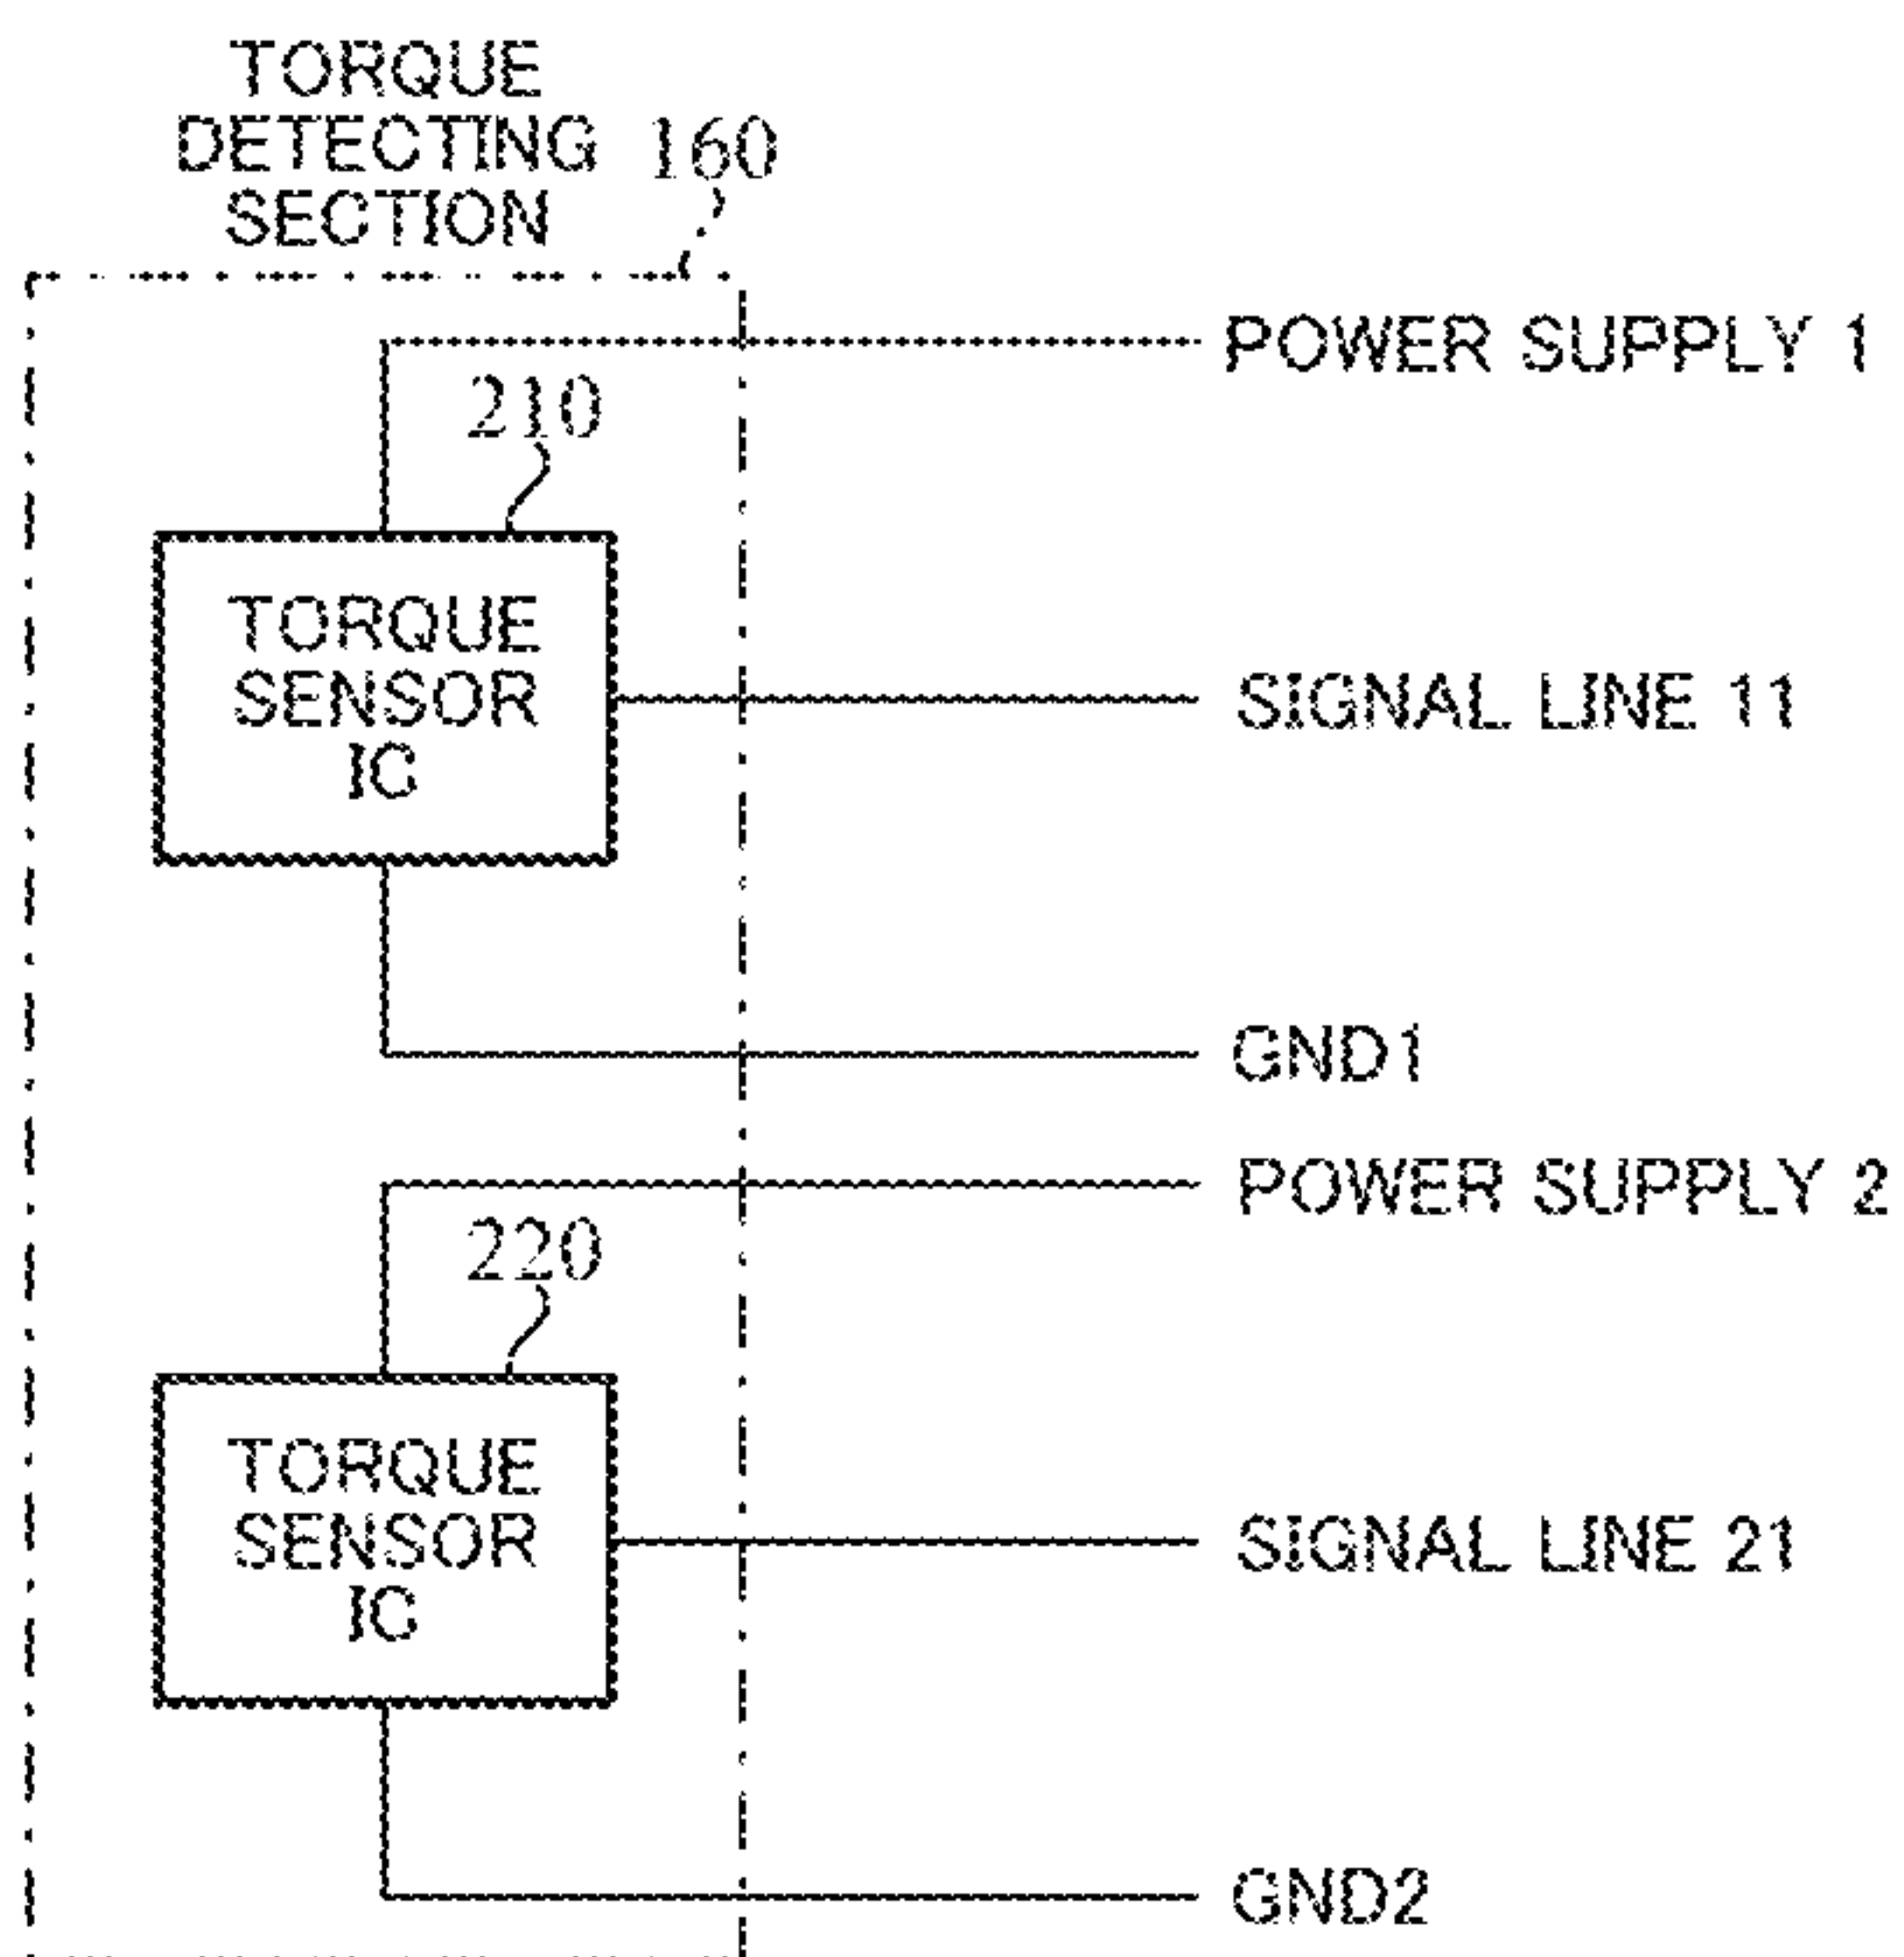 TORQUE
DETECTING 160
SECTION
POWER SUPPLY 1
210
TORQUE
SENSOR
IC
SIGNAL LINE 11
GND1
POWER SUPPLY 2
220
TORQUE
SENSOR
IC
SIGNAL LINE 21
GND2